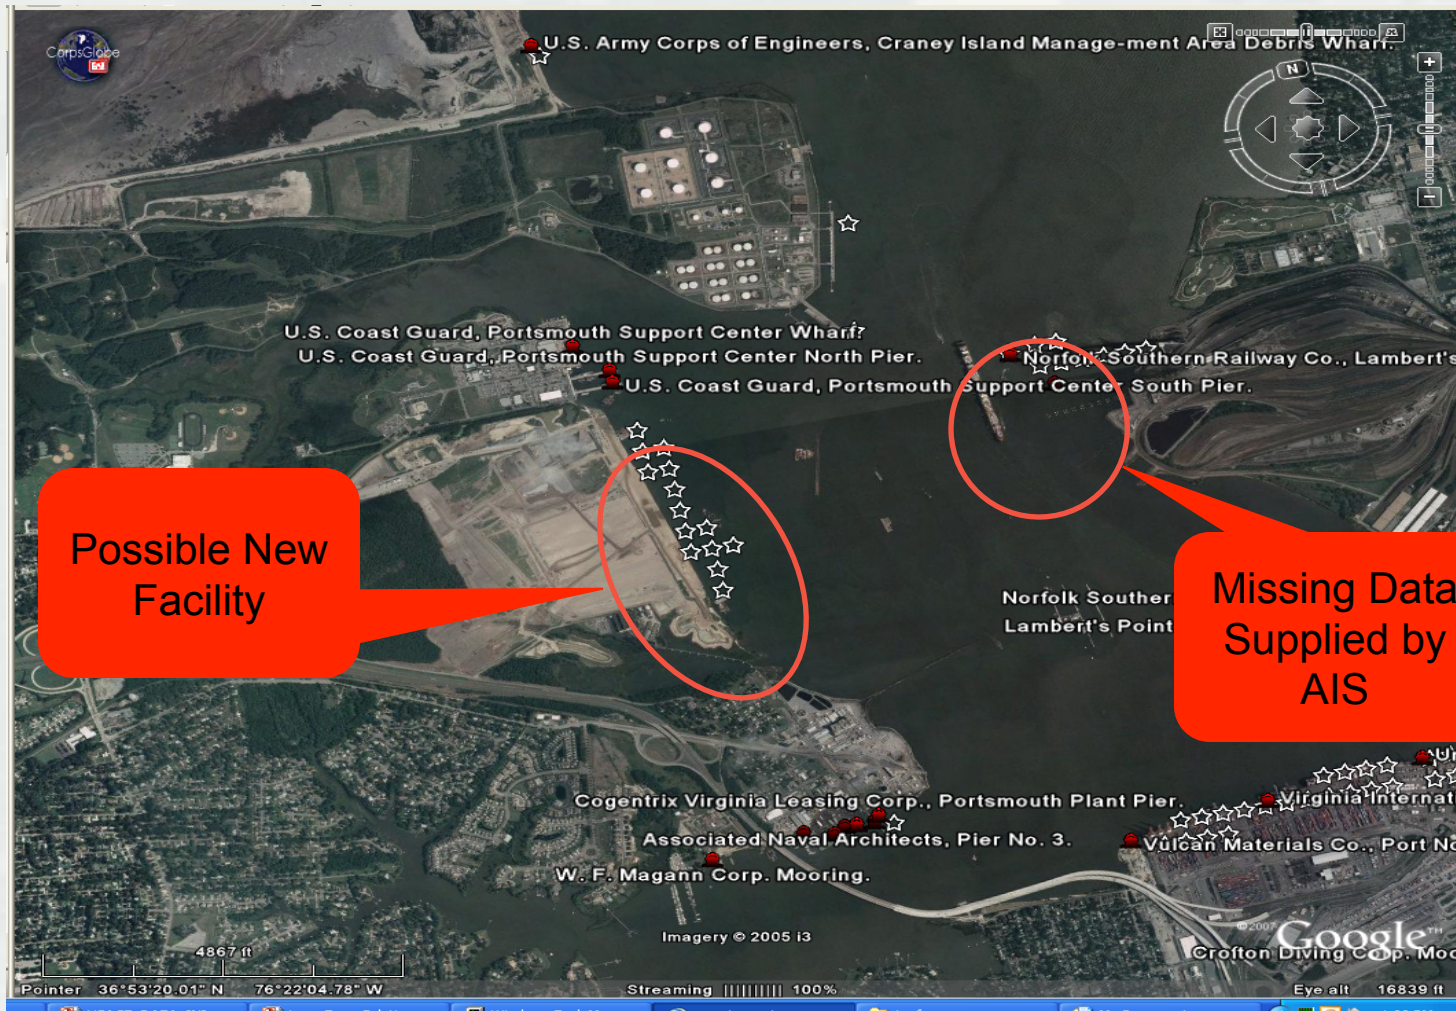 CorpsGlobe
U.S. Army Corps of Engineers, Craney Island Manage-ment Area Debris Wharf.
N
U.S. Coast Guard, Portsmouth Support Center Wharf?
U.S. Coast Guard, Portsmouth Support Center North Pier.
Norfolk Southern Railway Co., Lambert's
U.S. Coast Guard, Portsmouth Support Center South Pier.
Possible New
Facility
Missing Data
Supplied by
AIS
Norfolk Souther
Lambert's Point
Cogentrix Virginia Leasing Corp., Portsmouth Plant Pier.
Virginia Internat
Associated Naval Architects, Pier No. 3.
Vulcan Materials Co., Port No
W. F. Magann Corp. Mooring.
Imagery © 2005 i3
©2007 Google™
Crofton Diving Corp. Moo
4867 ft
Pointer 36°53'20.01" N 76°22'04.78" W
Streaming |||||||||| 100%
Eye alt 16839 ft